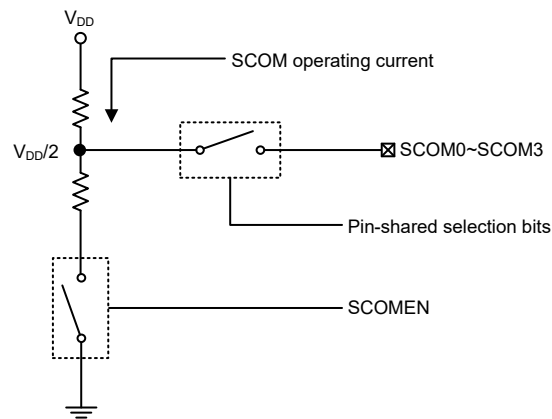 VDD
SCOM operating current
VDD/2
SCOM0~SCOM3
Pin-shared selection bits
SCOMEN